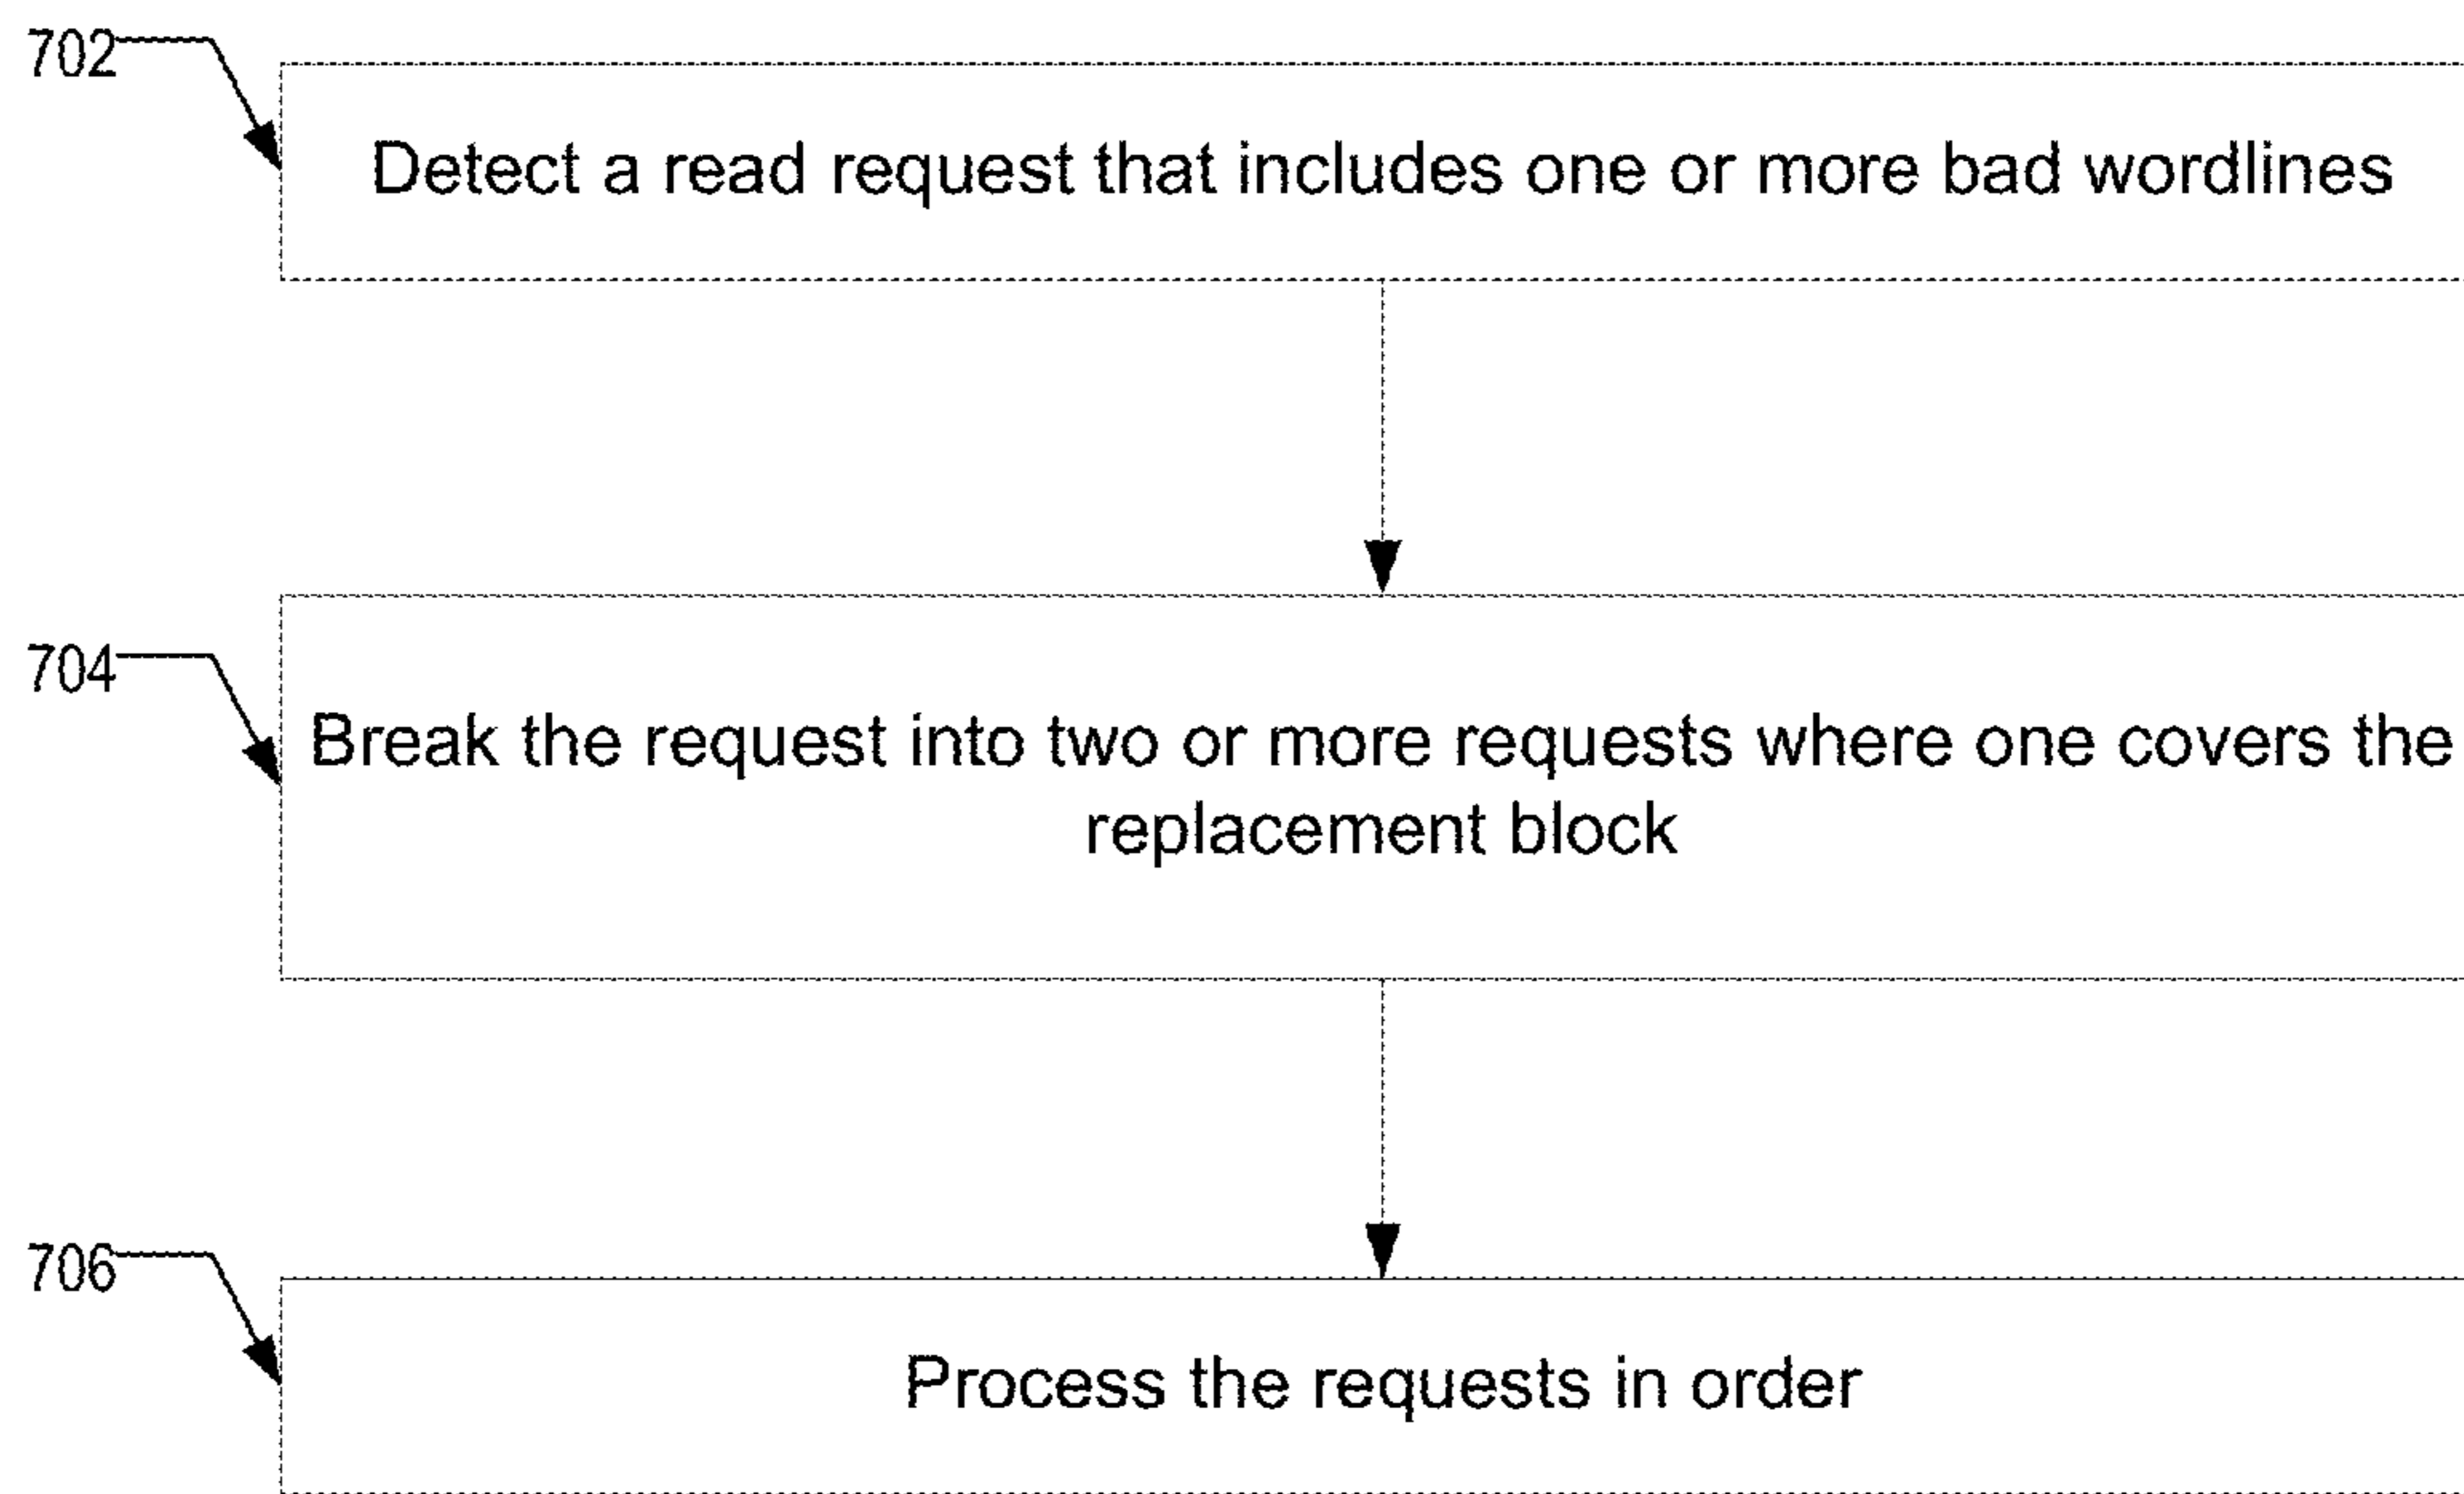 702
Detect a read request that includes one or more bad wordlines
704
Break the request into two or more requests where one covers the
replacement block
706
Process the requests in order